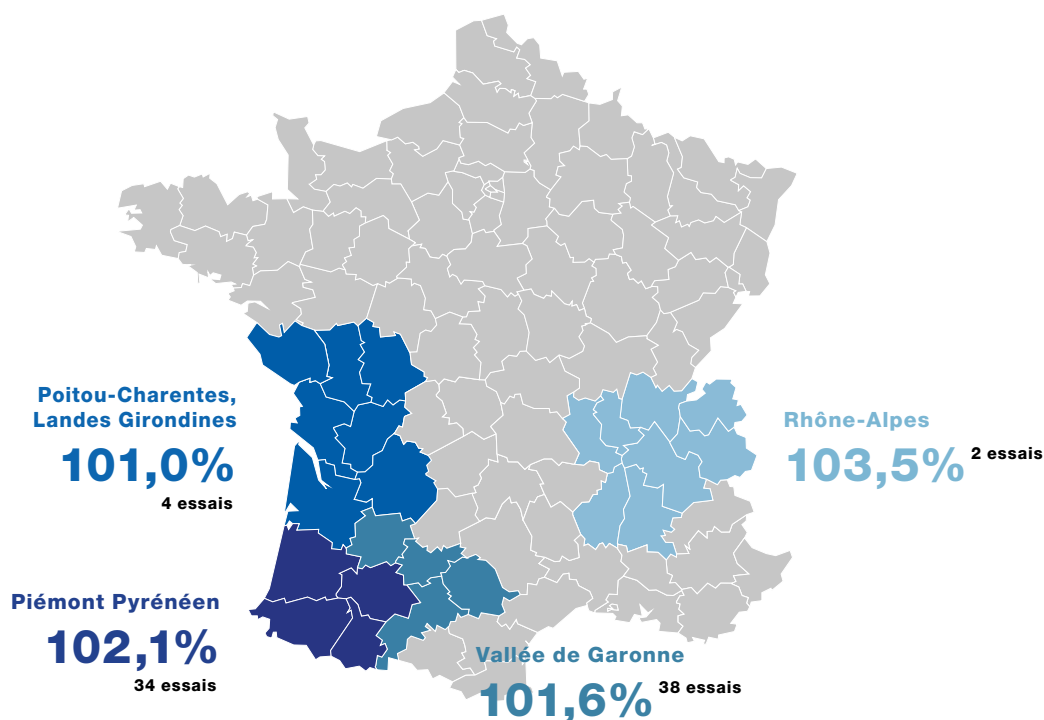 Poitou-Charentes,
Landes Girondines
101,0%
4 essais
Rhône-Alpes
103,5% 2 essais
Piémont Pyrénéen
102,1%
34 essais
Vallée de Garonne
101,6% 38 essais